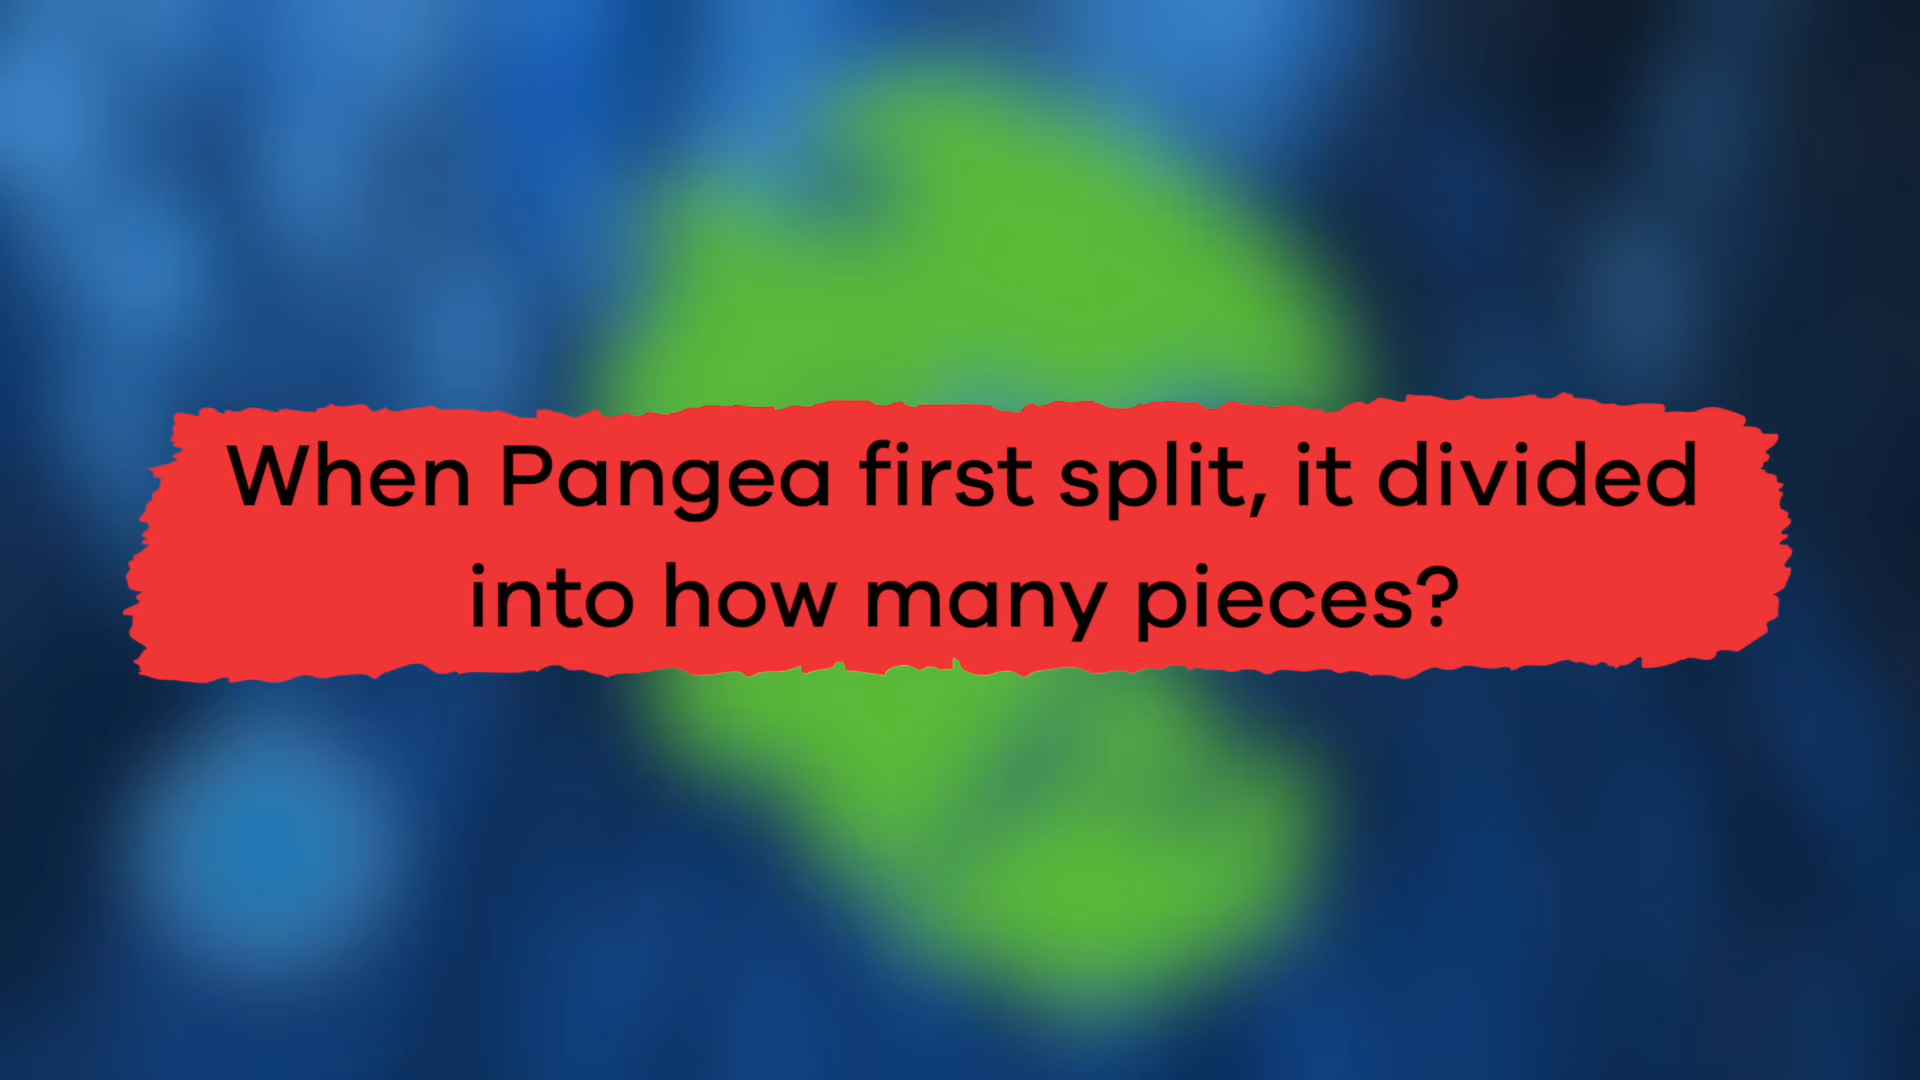 When Pangea first split, it divided
into how many pieces?